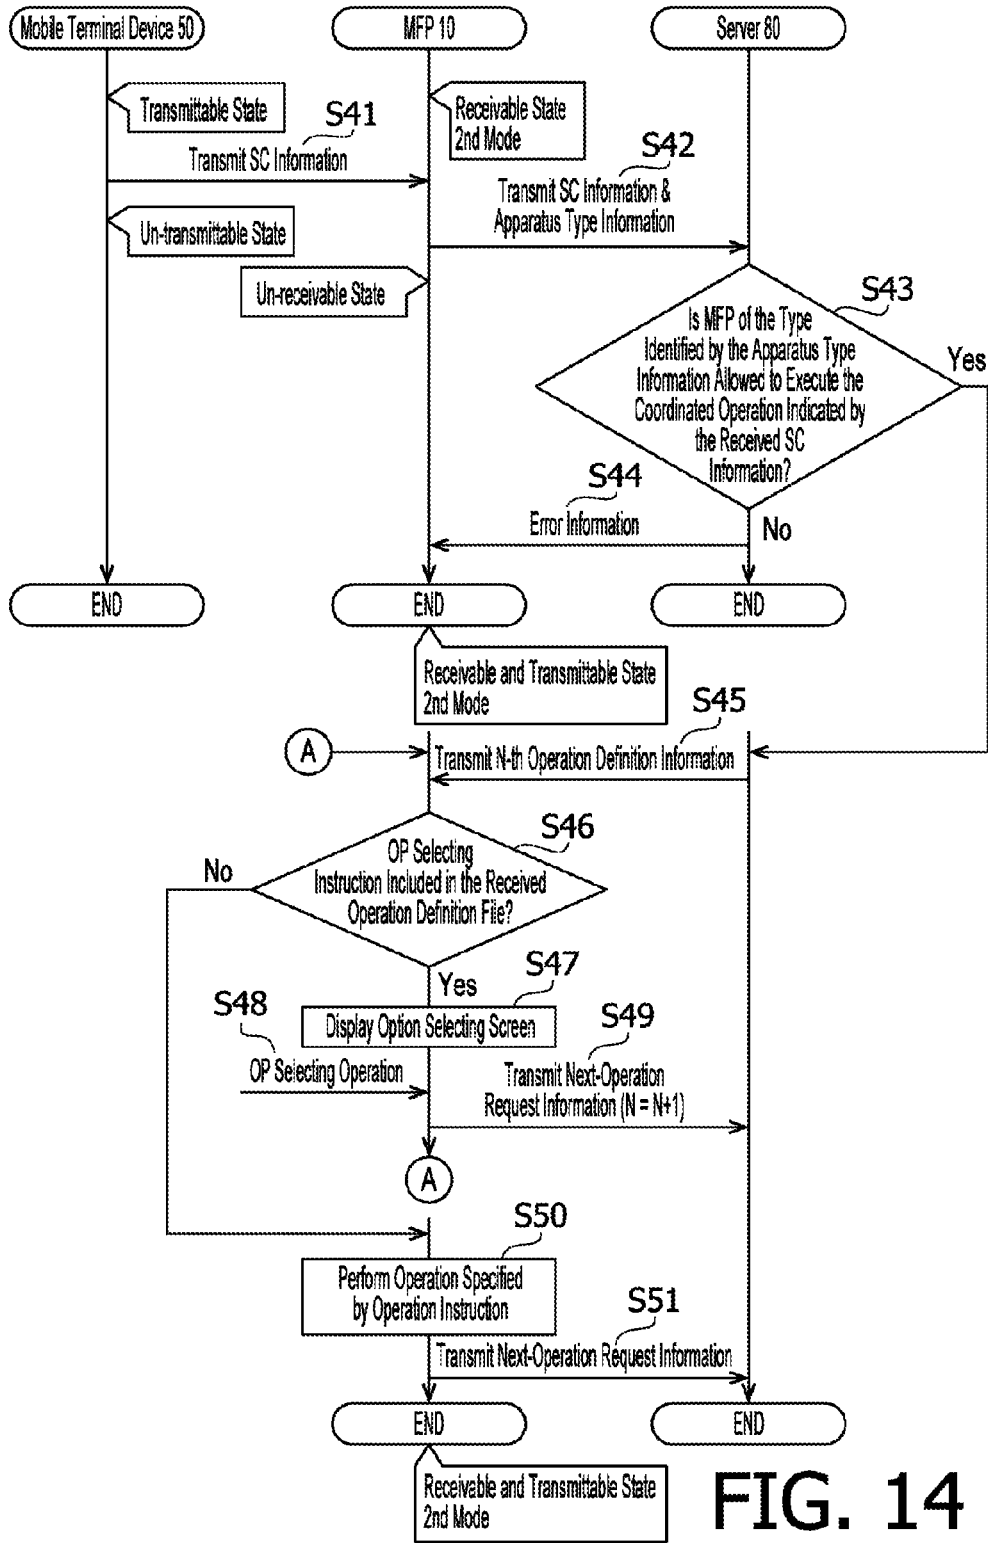 Mobile Terminal Device 50
MFP 10
Server 80
Transmittable State
Receivable State
2nd Mode
S41
Transmit SC Information
S42
Transmit SC Information &
Apparatus Type Information
Un-transmittable State
Un-receivable State
S43
Is MFP of the Type
Identified by the Apparatus Type
Information Allowed to Execute the
Coordinated Operation Indicated by
the Received SC
Information?
Yes
S44
Error Information
No
END
END
END
Receivable and Transmittable State
2nd Mode
S45
A
Transmit N-th Operation Definition Information
S46
OP Selecting
Instruction Included in the Received
Operation Definition File?
No
Yes
S47
Display Option Selecting Screen
S48
OP Selecting Operation
S49
Transmit Next-Operation
Request Information (N = N+1)
A
S50
Perform Operation Specified
by Operation Instruction
S51
Transmit Next-Operation Request Information
END
END
Receivable and Transmittable State
2nd Mode
FIG. 14